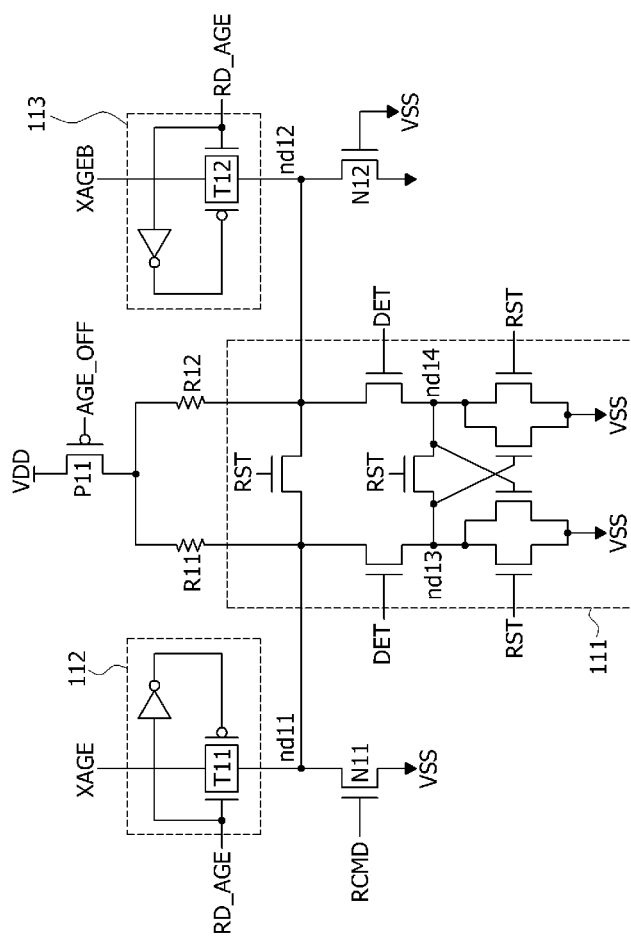 VDD
P11
AGE_OFF
XAGE
112
T11
RD_AGE
nd11
RCMD
N11
VSS
R11
R12
RST
DET
nd13
RST
RST
VSS
111
DET
nd14
RST
VSS
XAGEB
113
T12
RD_AGE
nd12
N12
VSS